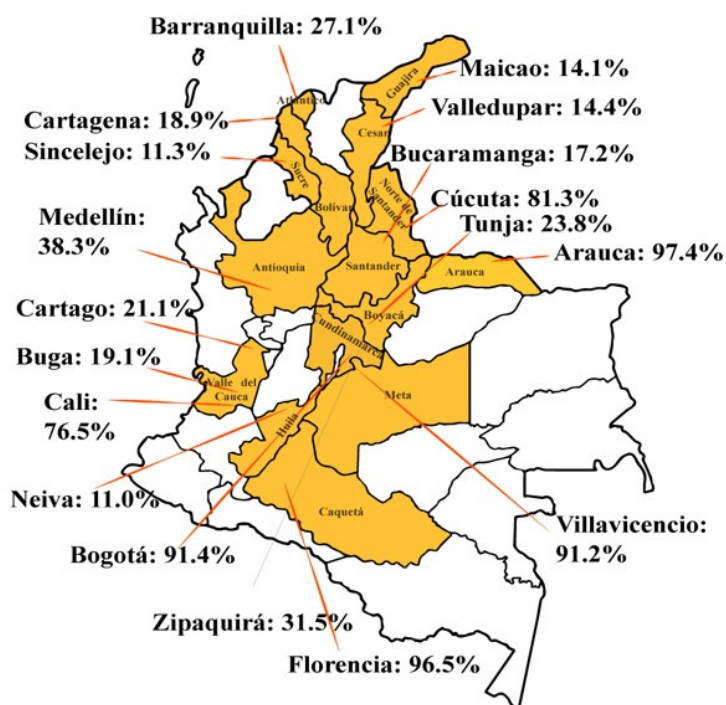 Barranquilla: 27.1%
Maicao: 14.1%
Guajira
Atlántico
Valledupar: 14.4%
Cartagena: 18.9%
Cesar
Sincelejo: 11.3%
Bucaramanga: 17.2%
Sucre
Norte de
Santander
Cúcuta: 81.3%
Bolívar
Tunja: 23.8%
Medellín:
38.3%
Arauca: 97.4%
Antioquia
Santander
Arauca
Cartago: 21.1%
Boyacá
Cundinamarca
Buga: 19.1%
Valle del
Cauca
Meta
Cali:
76.5%
Huila
Neiva: 11.0%
Caquetá
Villavicencio:
91.2%
Bogotá: 91.4%
Zipaquirá: 31.5%
Florencia: 96.5%